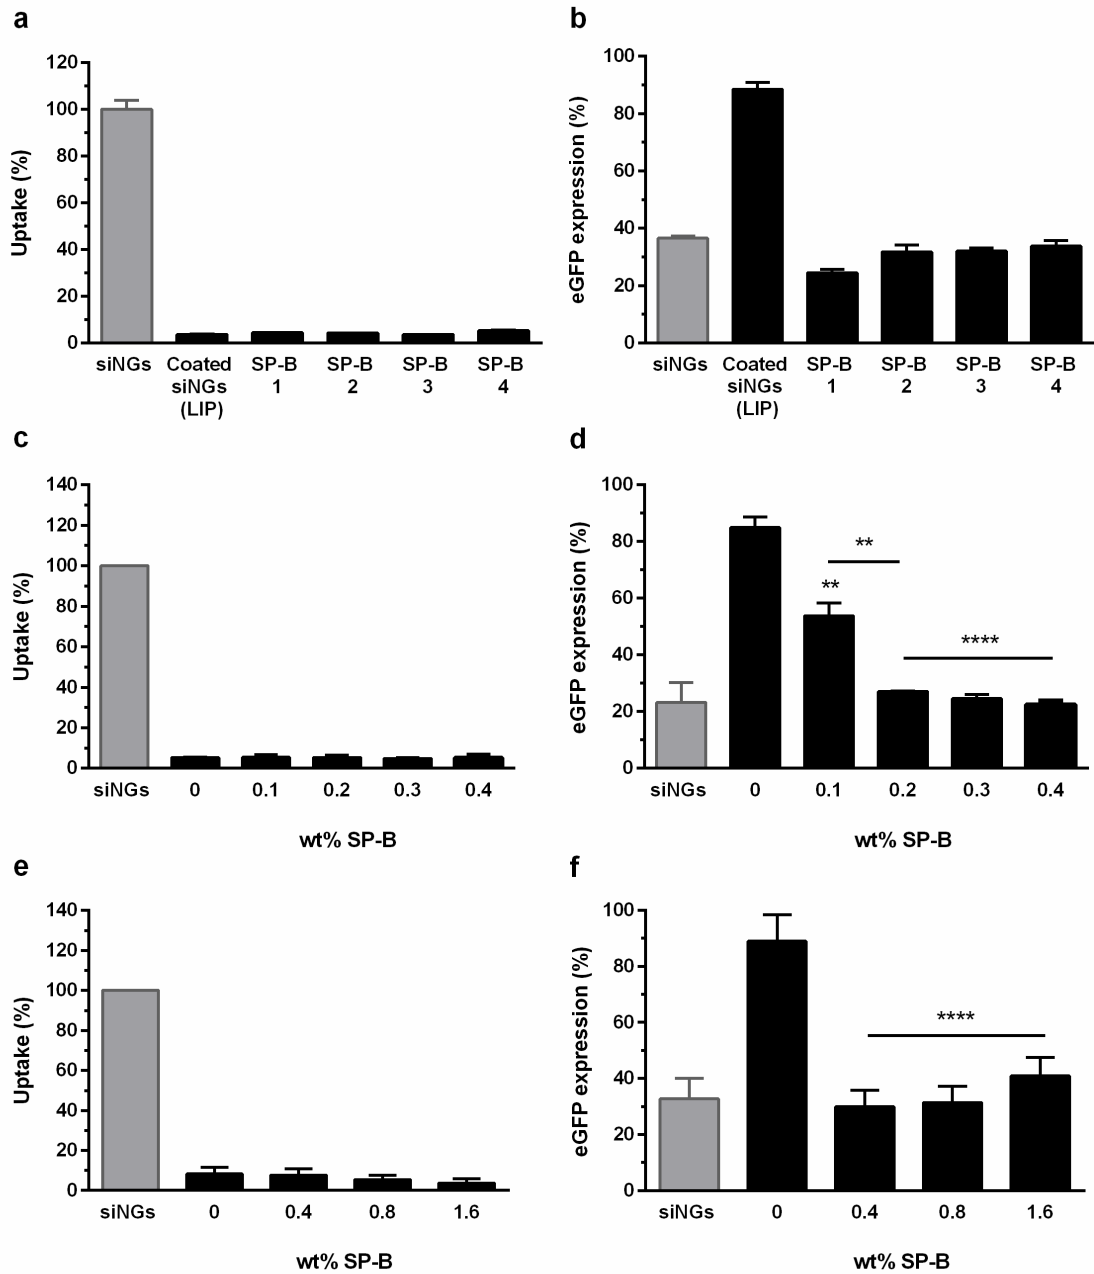 a
120
100
80
60
40
20
0
Uptake (%)
siNGs
Coated
siNGs
(LIP)
SP-B
1
SP-B
2
SP-B
3
SP-B
4
b
100
80
60
40
20
0
eGFP expression (%)
siNGs
Coated
siNGs
(LIP)
SP-B
1
SP-B
2
SP-B
3
SP-B
4
c
140
120
100
80
60
40
20
0
Uptake (%)
siNGs 0 0.1 0.2 0.3 0.4
wt% SP-B
d
100
80
60
40
20
0
eGFP expression (%)
**
**
****
siNGs 0 0.1 0.2 0.3 0.4
wt% SP-B
e
140
120
100
80
60
40
20
0
Uptake (%)
siNGs 0 0.4 0.8 1.6
wt% SP-B
f
100
80
60
40
20
0
eGFP expression (%)
****
siNGs 0 0.4 0.8 1.6
wt% SP-B